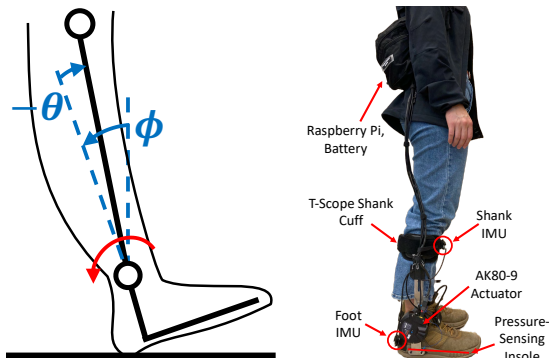 −θ
ϕ
Raspberry Pi,
Battery
T-Scope Shank
Cuff
Shank
IMU
AK80-9
Actuator
Foot
IMU
Pressure-
Sensing
Insole